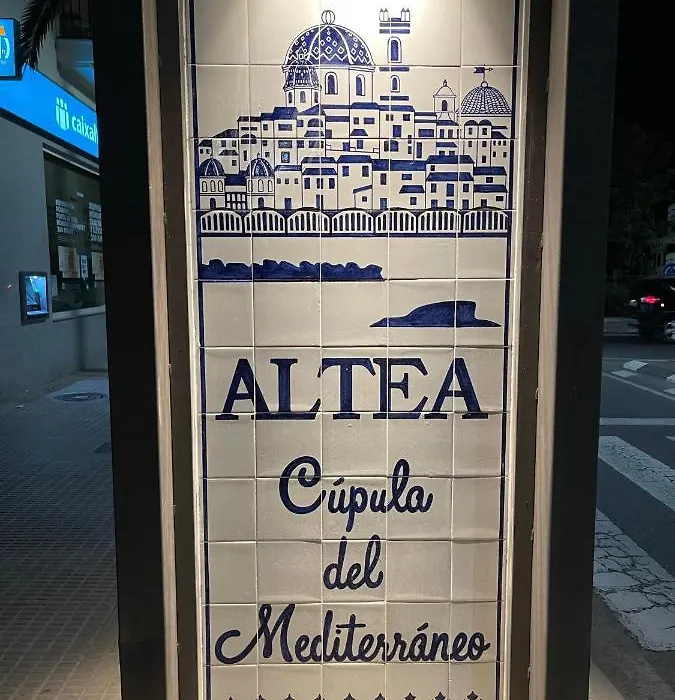 ALTEA
Cúpula
del
Mediterráneo